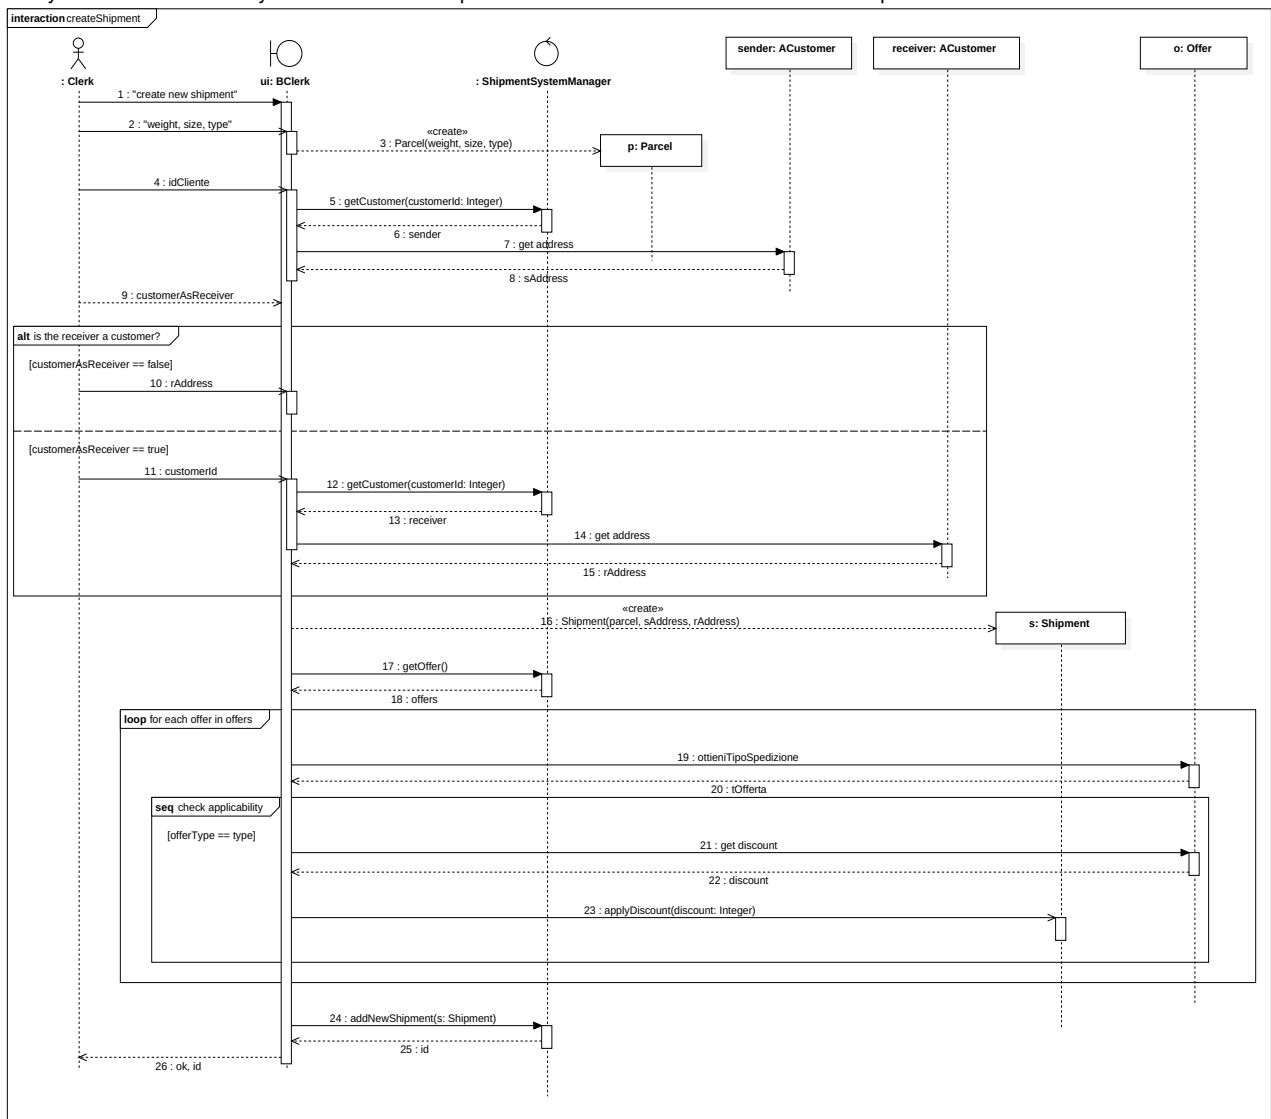 interaction createShipment
: Clerk
ui: BClerk
: ShipmentSystemManager
sender: ACustomer
receiver: ACustomer
o: Offer
1 : "create new shipment"
2 : "weight, size, type"
«create»
3 : Parcel(weight, size, type)
p: Parcel
4 : idCliente
5 : getCustomer(customerId: Integer)
6 : sender
7 : get address
8 : sAddress
9 : customerAsReceiver
alt is the receiver a customer?
[customerAsReceiver == false]
10 : rAddress
[customerAsReceiver == true]
11 : customerId
12 : getCustomer(customerId: Integer)
13 : receiver
14 : get address
15 : rAddress
«create»
16 : Shipment(parcel, sAddress, rAddress)
s: Shipment
17 : getOffer()
18 : offers
loop for each offer in offers
19 : ottieniTipoSpedizione
20 : tOfferta
seq check applicability
[offerType == type]
21 : get discount
22 : discount
23 : applyDiscount(discount: Integer)
24 : addNewShipment(s: Shipment)
25 : id
26 : ok, id